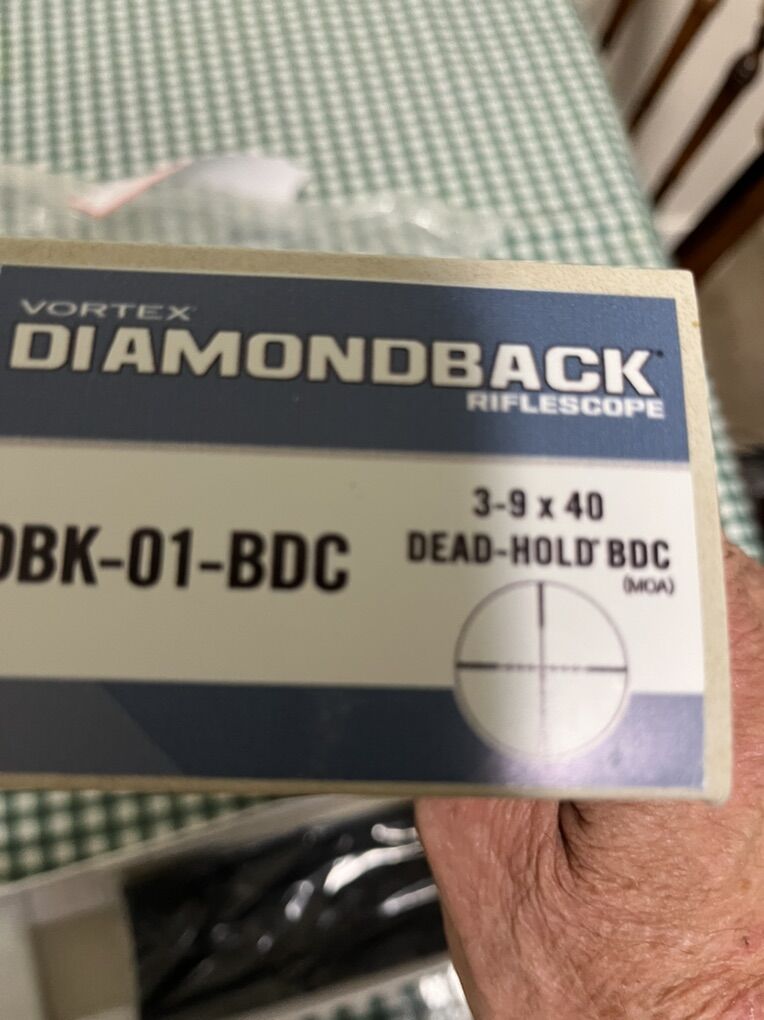 VORTEX
DIAMONDBACK
RIFLESCOPE
3-9 x 40
DBK-01-BDC
DEAD-HOLD BDC
(MOA)